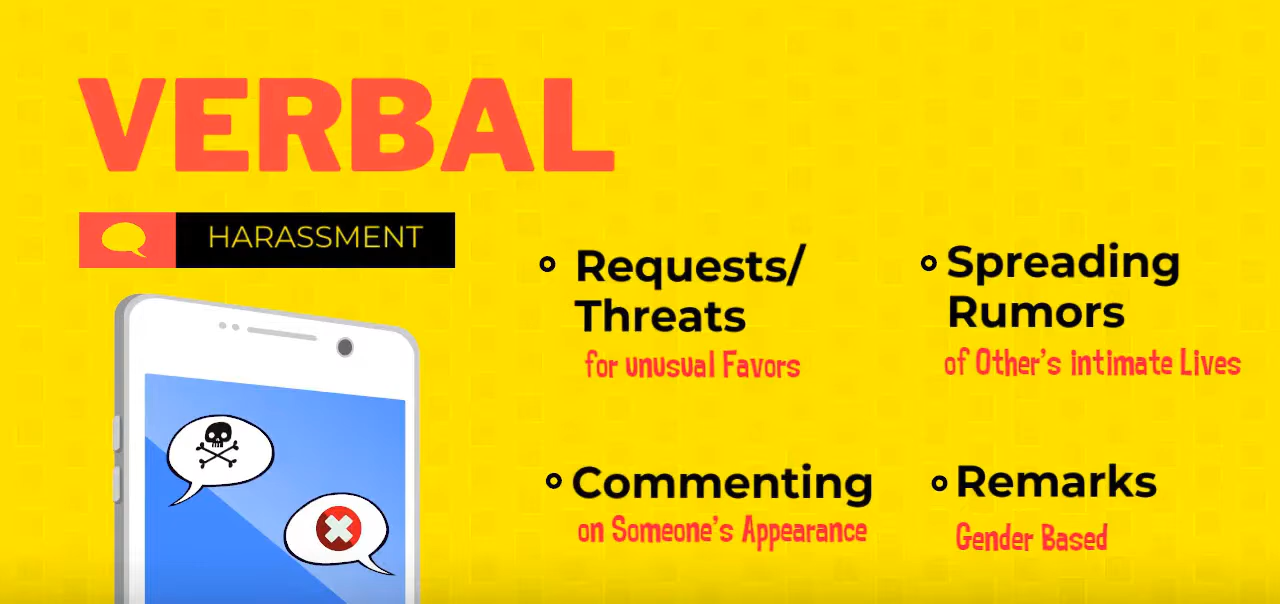 VERBAL
HARASSMENT
Requests/
Threats
for unusual Favors
Spreading
Rumors
of Other's intimate Lives
Commenting
on Someone's Appearance
Remarks
Gender Based